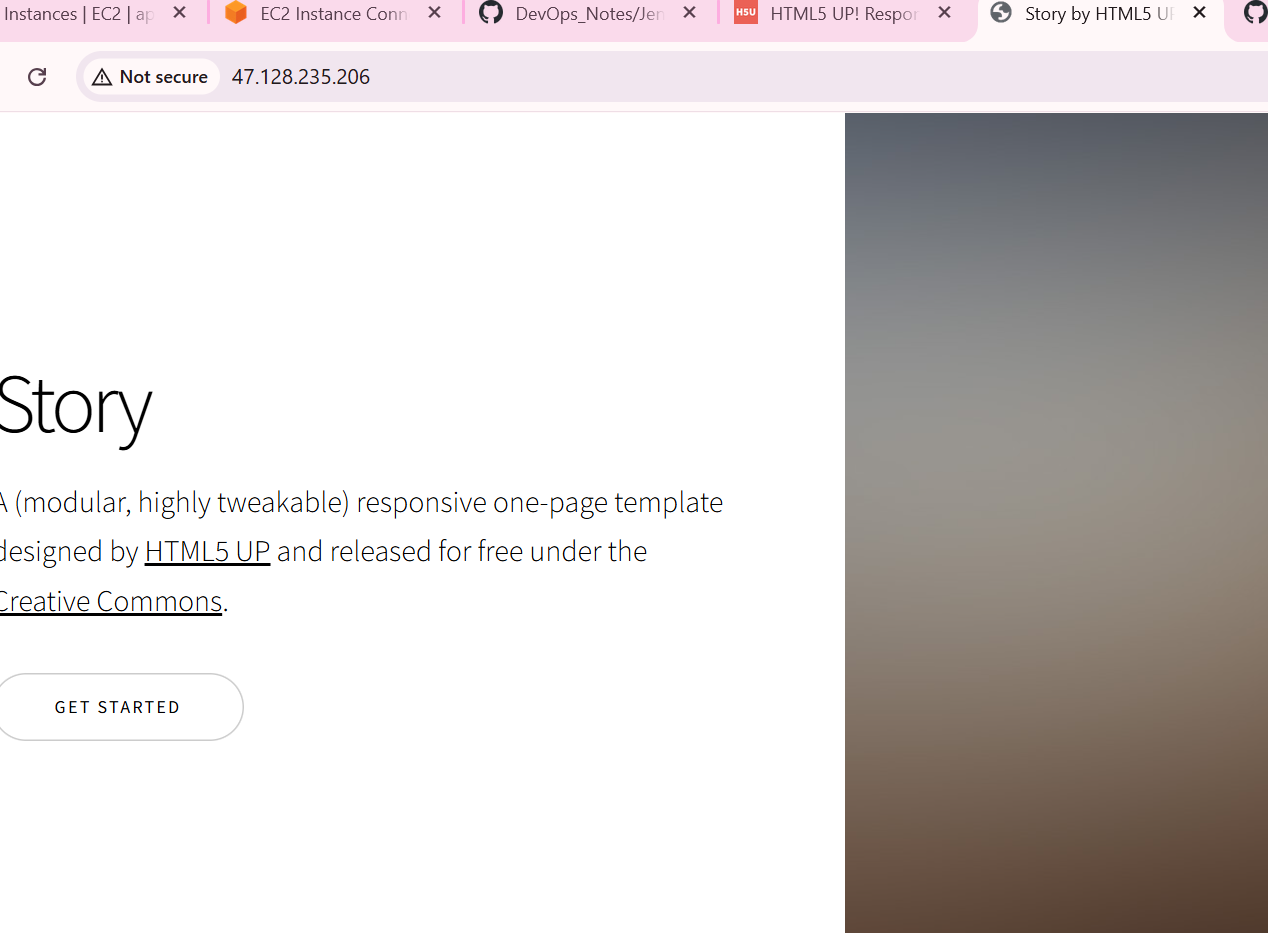 Instances | EC2 | ap
EC2 Instance Conn
DevOps_Notes/Jen
H5U
HTML5 UP! Respor
Story by HTML5 UP
Not secure
47.128.235.206
Story
A (modular, highly tweakable) responsive one-page template
designed by HTML5 UP and released for free under the
Creative Commons.
GET STARTED